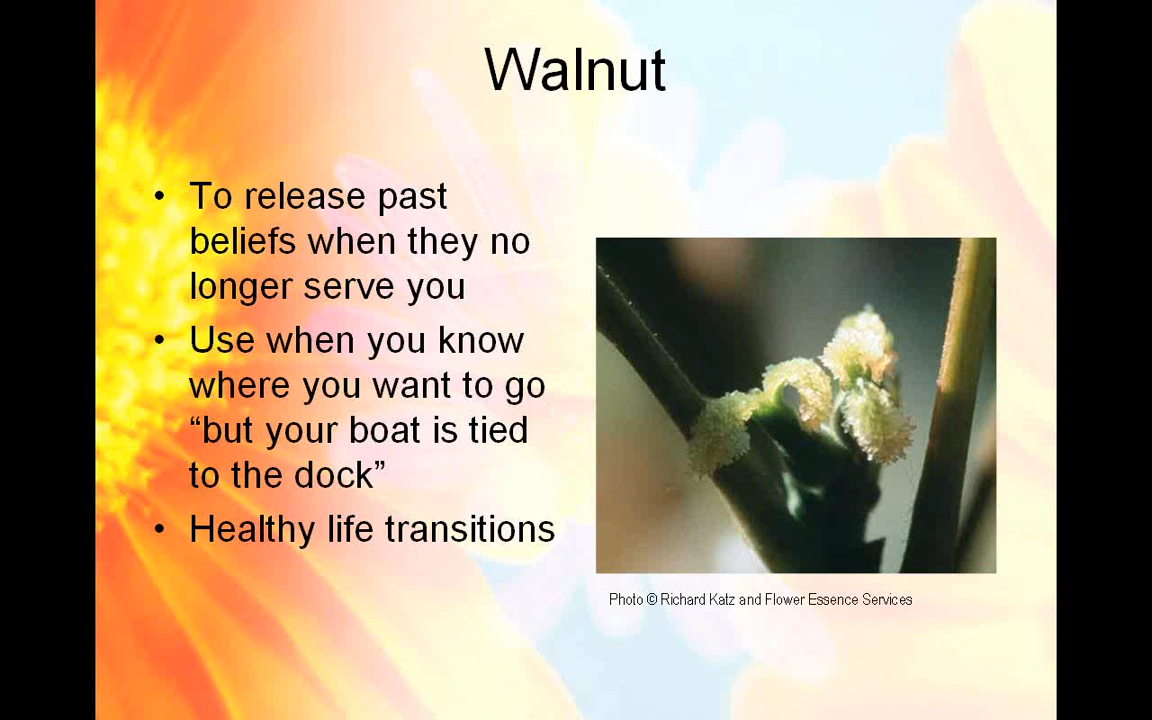 Walnut
• To release past
beliefs when they no
longer serve you
• Use when you know
where you want to go
“but your boat is tied
to the dock”
• Healthy life transitions
Photo © Richard Katz and Flower Essence Services